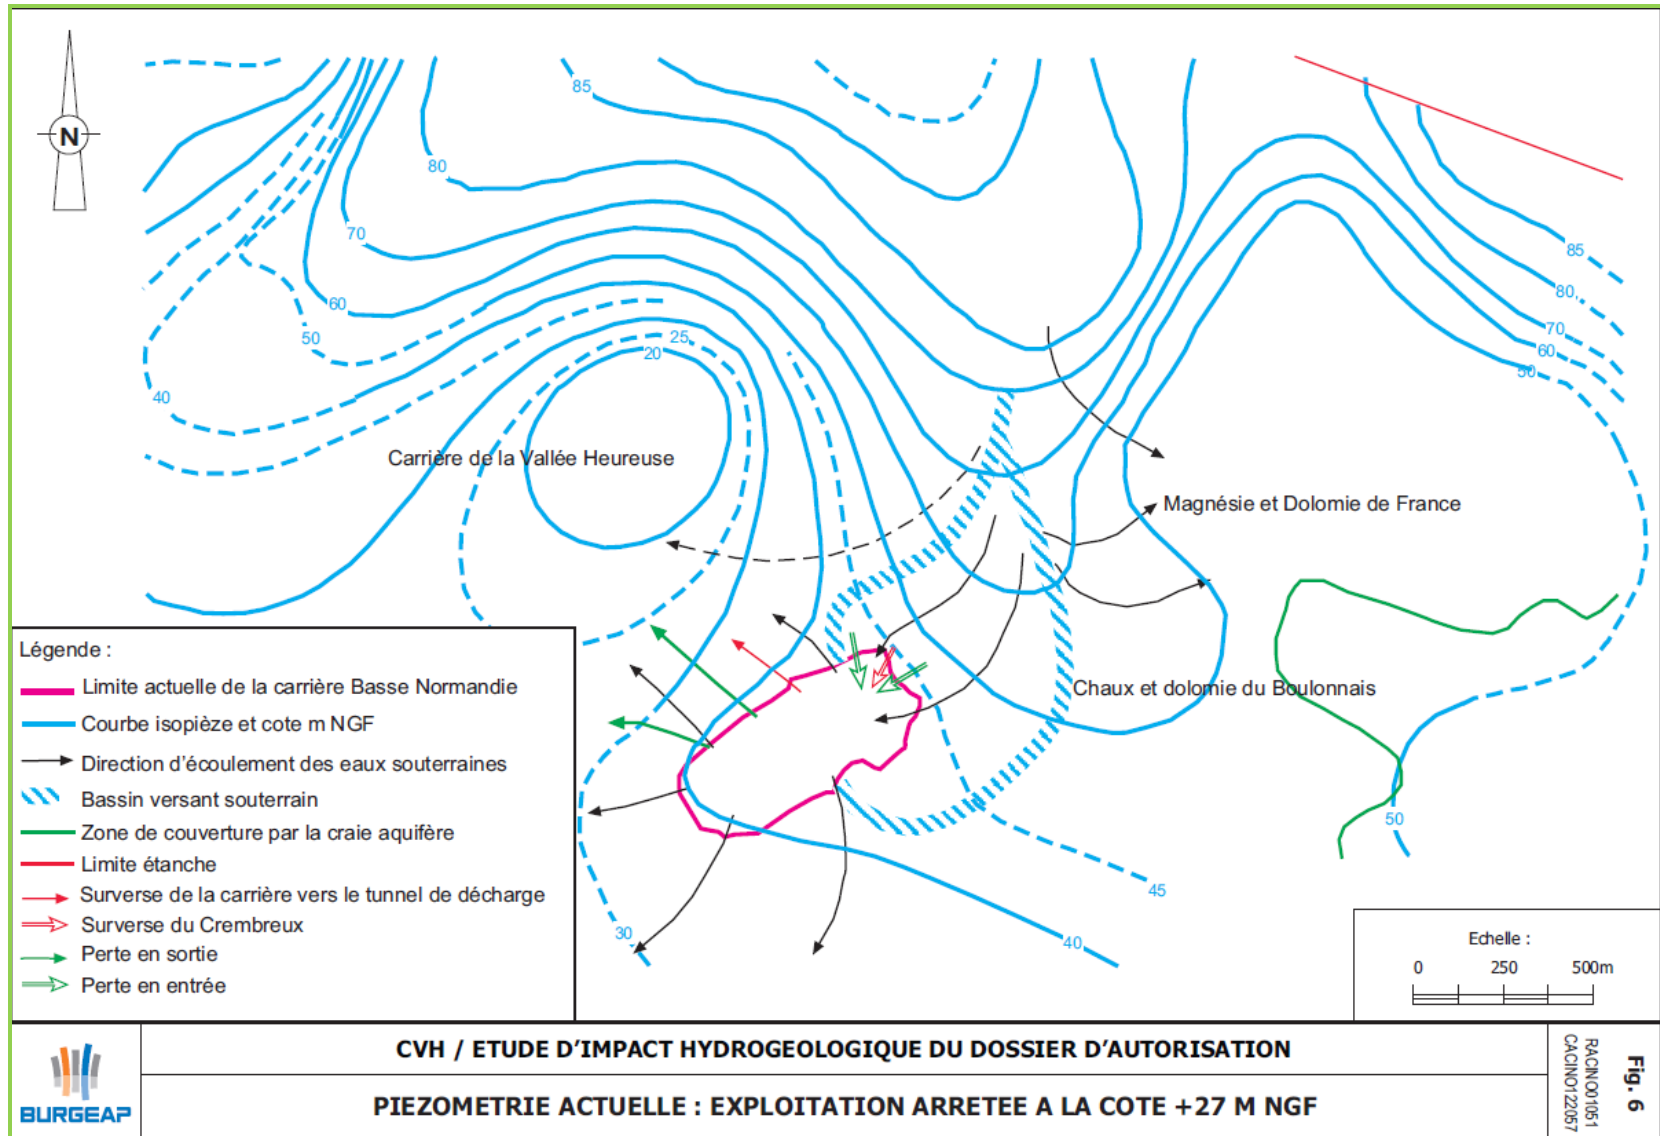 N
85
80
70
60
50
40
25
20
85
80
70
60
50
Carrière de la Vallée Heureuse
Magnésie et Dolomie de France
Chaux et dolomie du Boulonnais
50
45
40
30
Légende :
Limite actuelle de la carrière Basse Normandie
Courbe isopièze et cote m NGF
Direction d'écoulement des eaux souterraines
Bassin versant souterrain
Zone de couverture par la craie aquifère
Limite étanche
Surverse de la carrière vers le tunnel de décharge
Surverse du Crembreux
Perte en sortie
Perte en entrée
Echelle :
0 250 500m
BURGEAP
CVH / ETUDE D'IMPACT HYDROGEOLOGIQUE DU DOSSIER D'AUTORISATION
PIEZOMETRIE ACTUELLE : EXPLOITATION ARRETEE A LA COTE +27 M NGF
RACINO01051
CACINO122057
Fig. 6